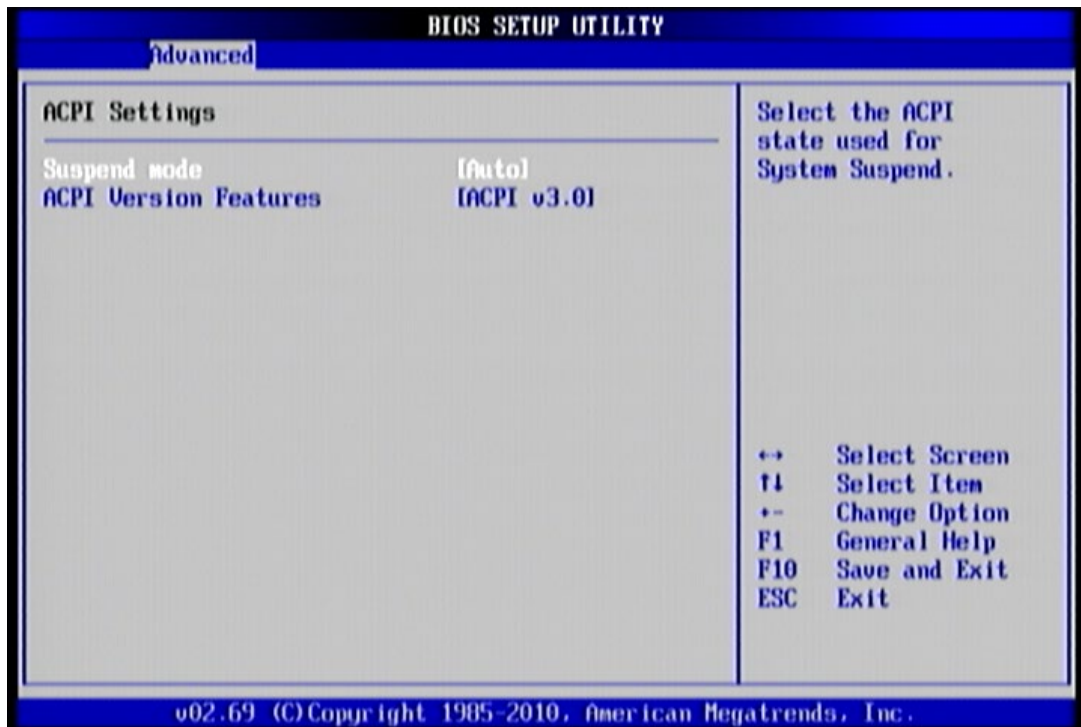 BIOS SETUP UTILITY
Advanced
ACPI Settings
Suspend mode [Auto]
ACPI Version Features [ACPI v3.0]
Select the ACPI
state used for
System Suspend.
←→ Select Screen
↑↓ Select Item
+- Change Option
F1 General Help
F10 Save and Exit
ESC Exit
v02.69 (C)Copyright 1985-2010, American Megatrends, Inc.